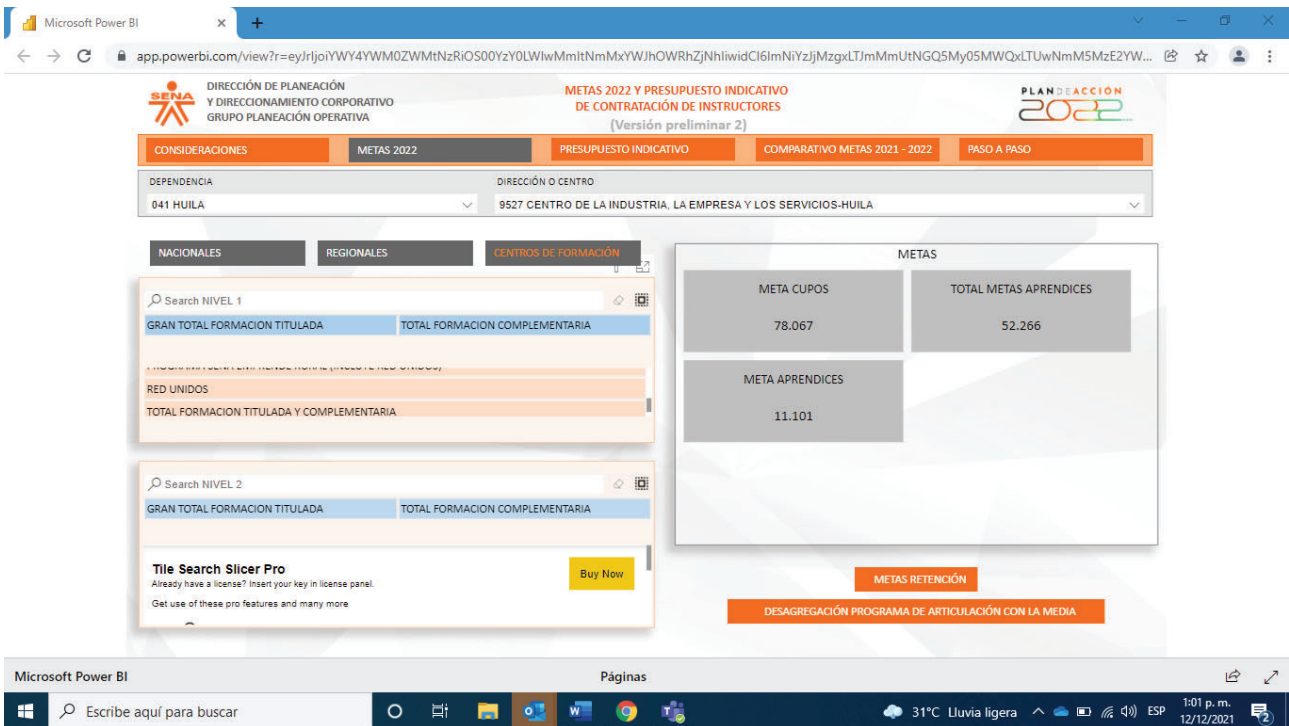 Microsoft Power BI
app.powerbi.com/view?r=
SENA
DIRECCIÓN DE PLANEACIÓN
Y DIRECCIONAMIENTO CORPORATIVO
GRUPO PLANEACIÓN OPERATIVA
METAS 2022 Y PRESUPUESTO INDICATIVO
DE CONTRATACIÓN DE INSTRUCTORES
(Versión preliminar 2)
PLANDEACCIÓN
2022
CONSIDERACIONES METAS 2022 PRESUPUESTO INDICATIVO COMPARATIVO METAS 2021 - 2022 PASO A PASO
DEPENDENCIA DIRECCIÓN O CENTRO
041 HUILA 9527 CENTRO DE LA INDUSTRIA, LA EMPRESA Y LOS SERVICIOS-HUILA
NACIONALES REGIONALES CENTROS DE FORMACIÓN
Search NIVEL 1
GRAN TOTAL FORMACION TITULADA TOTAL FORMACION COMPLEMENTARIA
RED UNIDOS
TOTAL FORMACION TITULADA Y COMPLEMENTARIA
Search NIVEL 2
GRAN TOTAL FORMACION TITULADA TOTAL FORMACION COMPLEMENTARIA
Tile Search Slicer Pro
Already have a license? Insert your key in license panel.
Get use of these pro features and many more
Buy Now
METAS
META CUPOS TOTAL METAS APRENDICES
78.067 52.266
META APRENDICES
11.101
METAS RETENCIÓN
DESAGREGACIÓN PROGRAMA DE ARTICULACIÓN CON LA MEDIA
Microsoft Power BI Páginas
Escribe aquí para buscar
31°C Lluvia ligera ESP 1:01 p. m.
12/12/2021
2